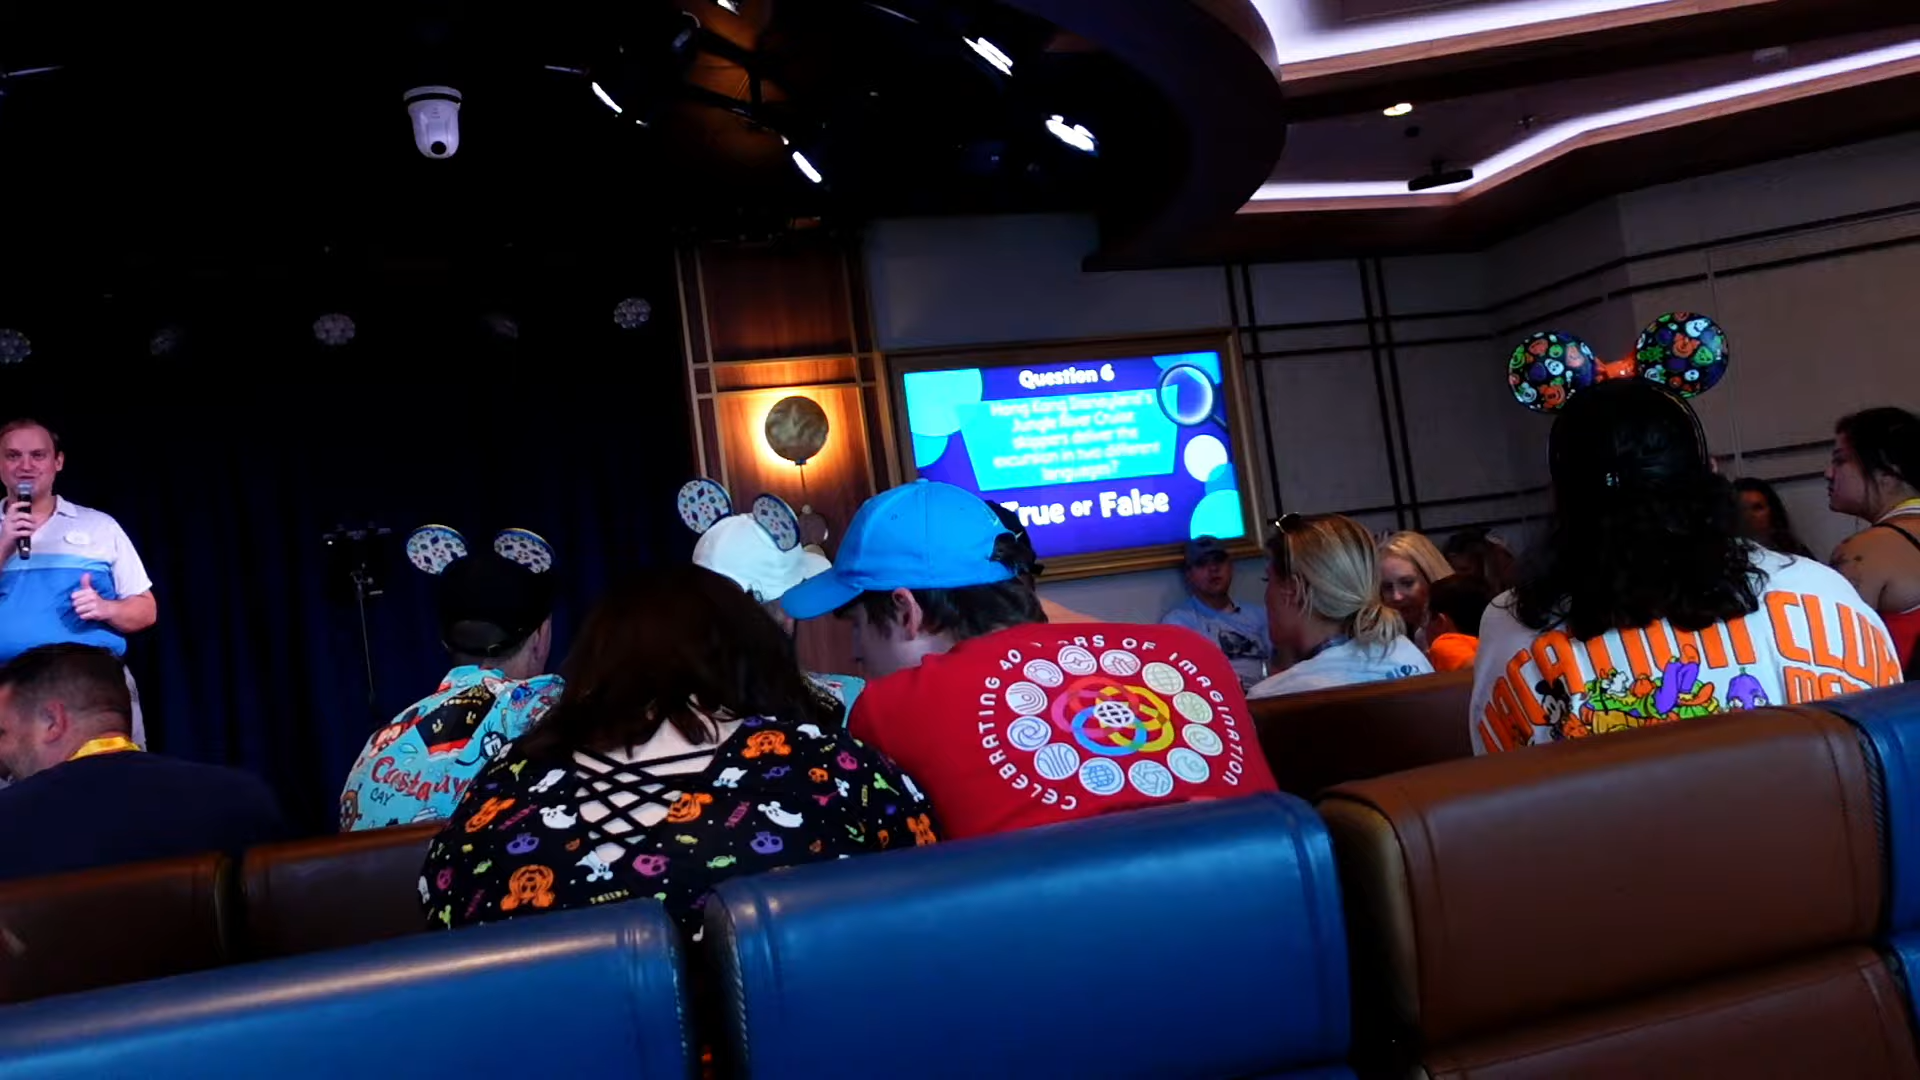 Question 6
Hong Kong Disneyland's
Jungle River Cruise
skippers deliver the
excursion in two different
languages?
True or False
CELEBRATING 40 YEARS OF IMAGINATION
VACATION CLUB
Castaway
CAY